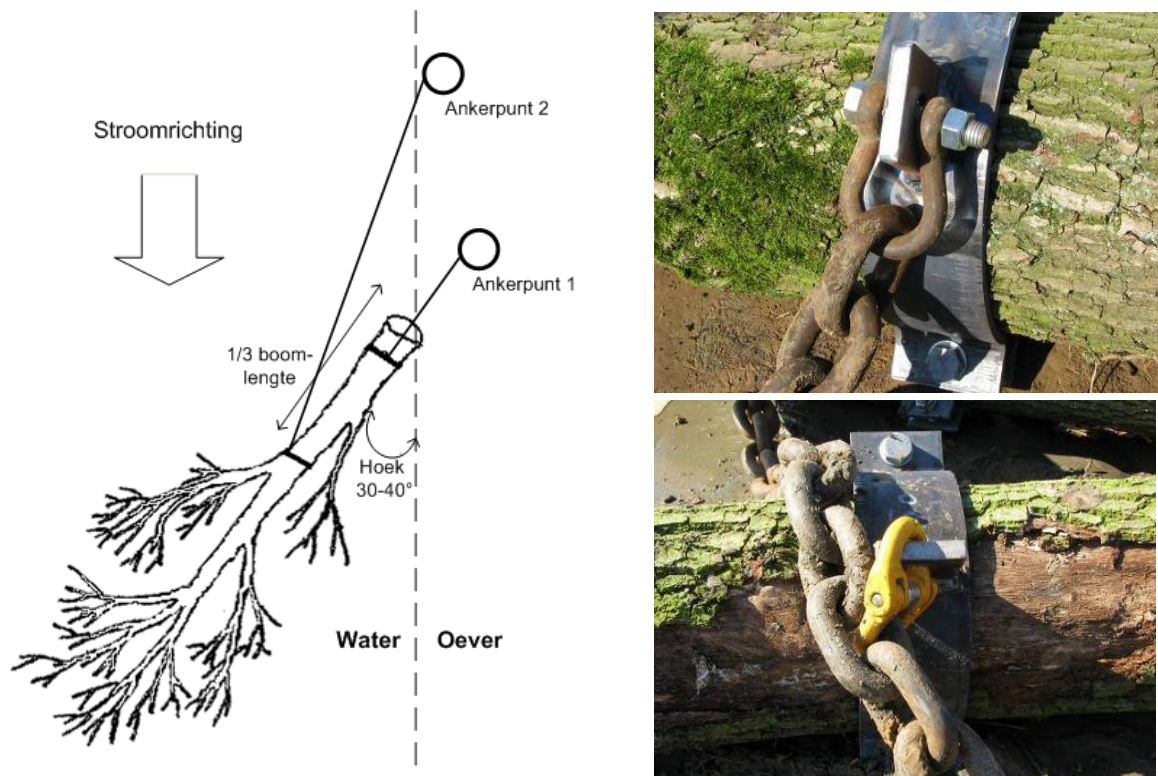 Ankerpunt 2
Stroomrichting
Ankerpunt 1
1/3 boom-
lengte
Hoek
30-40°
Water
Oever